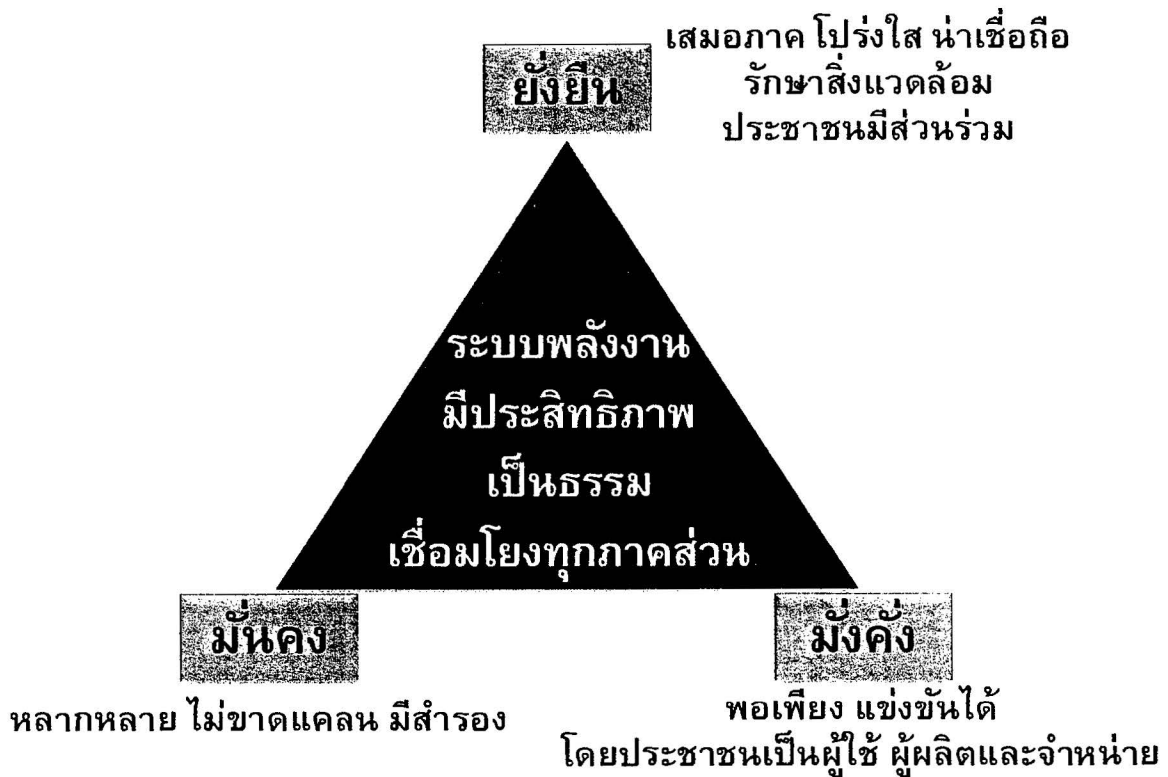 เสมอภาค โปร่งใส น่าเชื่อถือ
รักษาสิ่งแวดล้อม
ประชาชนมีส่วนร่วม
ยั่งยืน
ระบบพลังงาน
มีประสิทธิภาพ
เป็นธรรม
เชื่อมโยงทุกภาคส่วน
มั่นคง
หลากหลาย ไม่ขาดแคลน มีสำรอง
มั่งคั่ง
พอเพียง แข่งขันได้
โดยประชาชนเป็นผู้ใช้ ผู้ผลิตและจำหน่าย